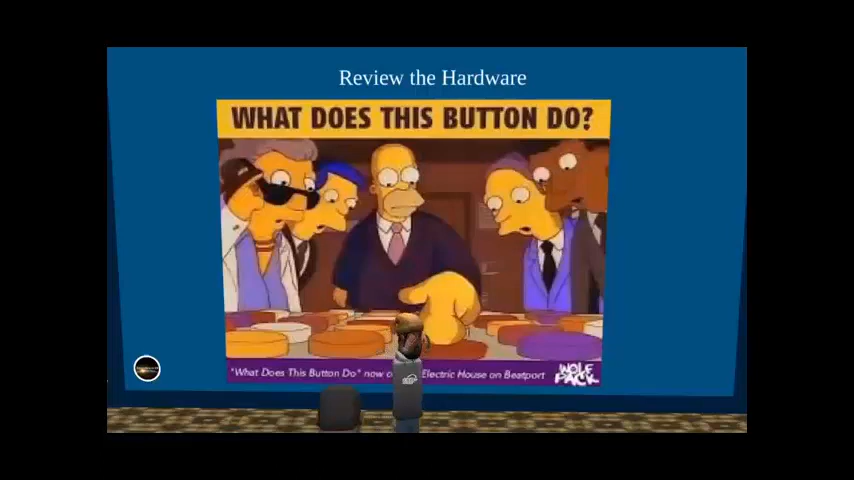 Review the Hardware
WHAT DOES THIS BUTTON DO?
"What Does This Button Do" now Electric House on Beatport
WOLF
PACK